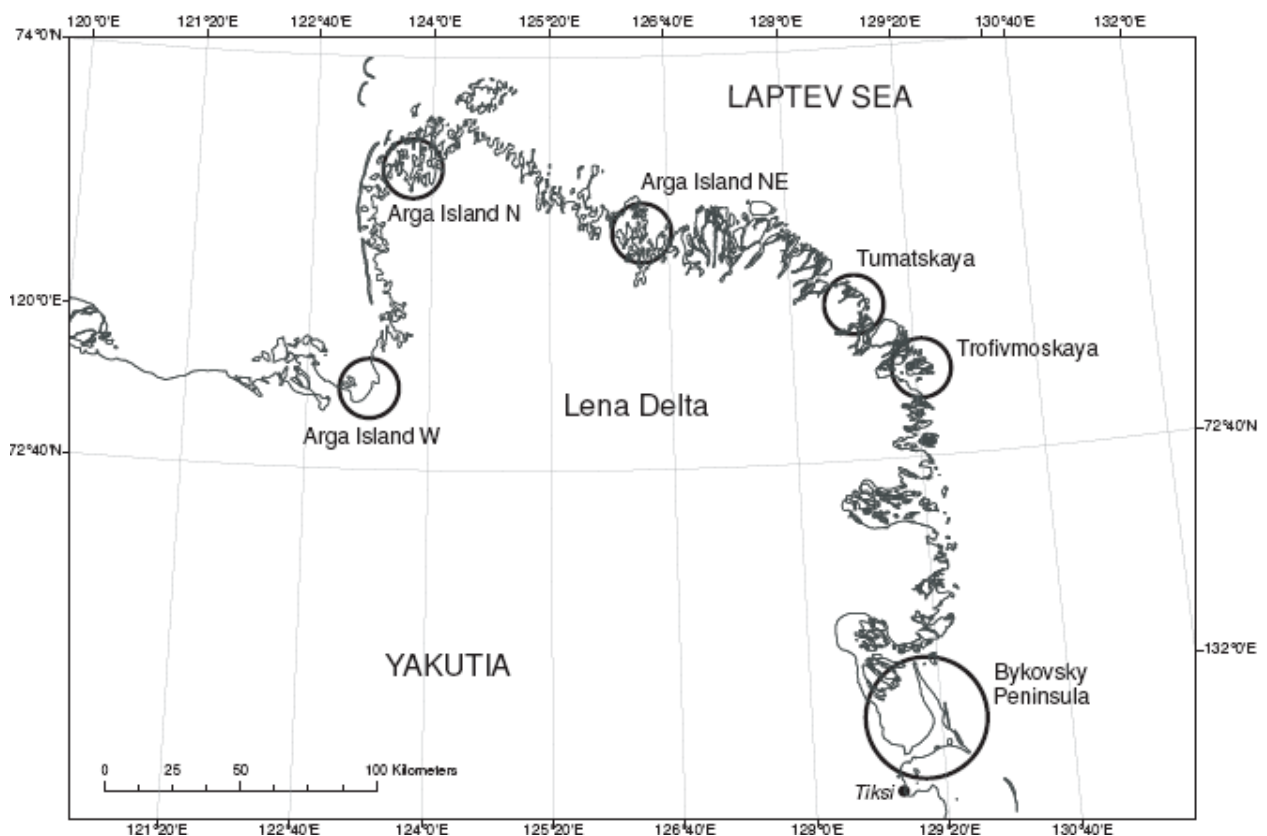 120°0'E 121°20'E 122°40'E 124°0'E 125°20'E 126°40'E 128°0'E 129°20'E 130°40'E 132°0'E
74°0'N
LAPTEV SEA
Arga Island NE
Arga Island N
Tumatskaya
120°0'E
Trofivmoskaya
Lena Delta
Arga Island W
72°40'N
72°40'N
132°0'E
YAKUTIA
Bykovsky
Peninsula
0 25 50 100 Kilometers
Tiksi
121°20'E 122°40'E 124°0'E 125°20'E 126°40'E 128°0'E 129°20'E 130°40'E